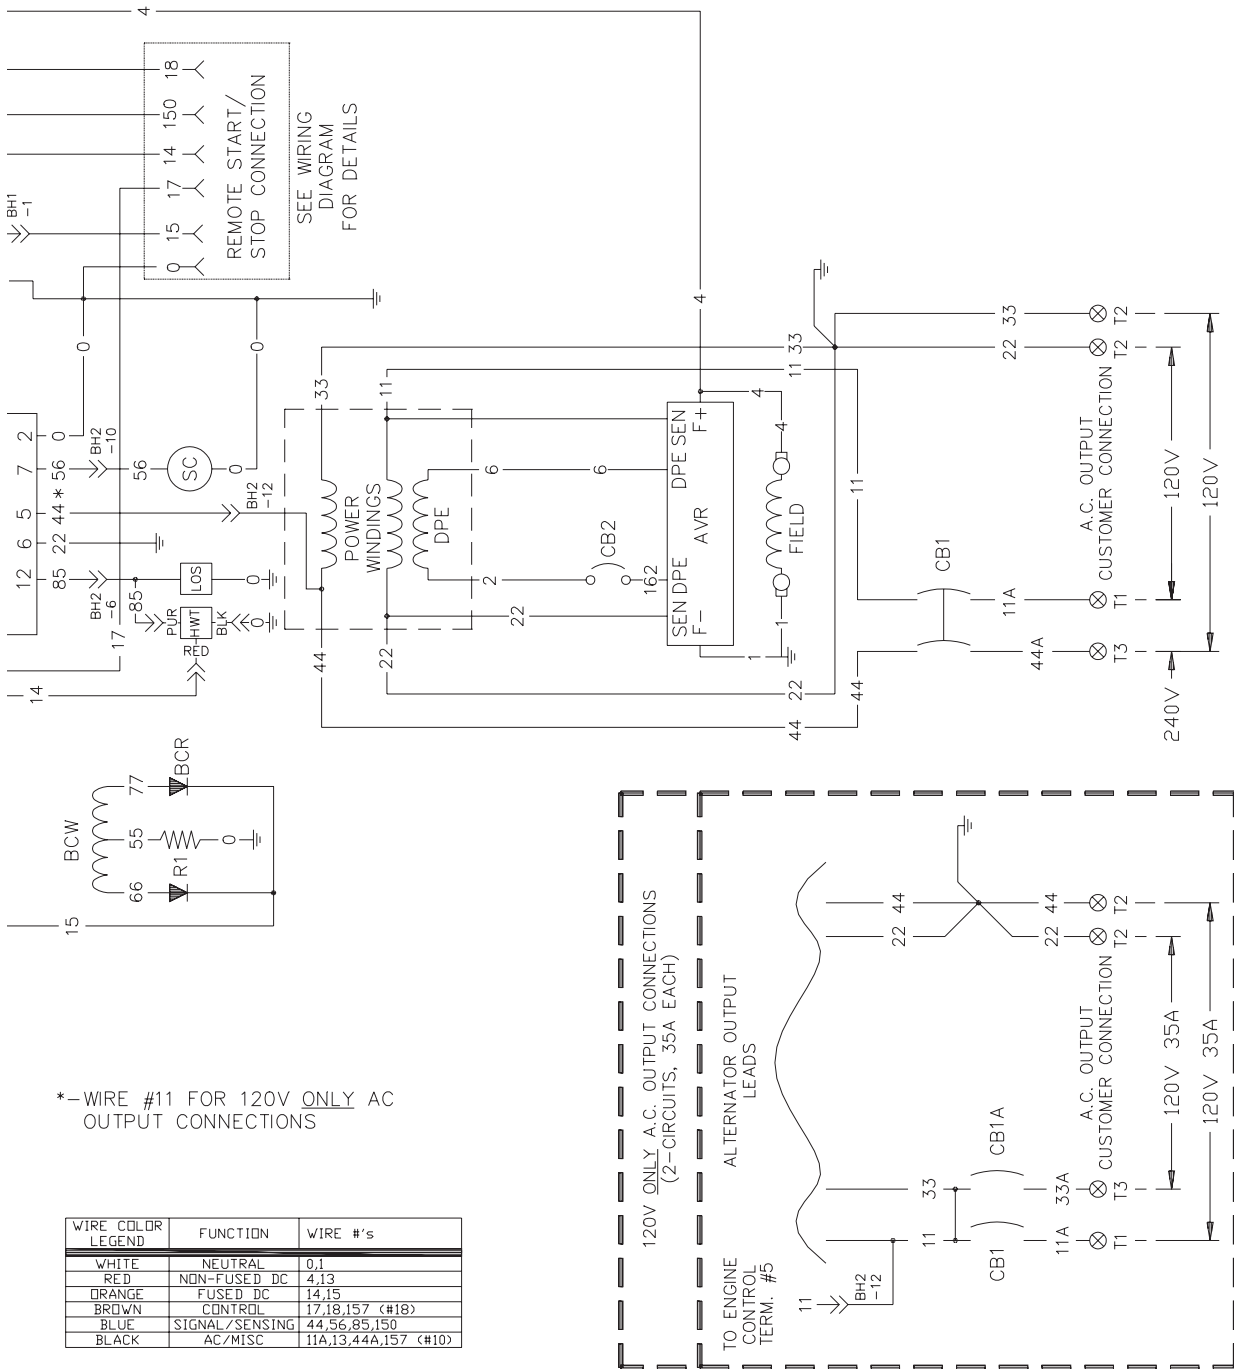 4
18
150
14
17
15
0
REMOTE START/
STOP CONNECTION
SEE WIRING
DIAGRAM
FOR DETAILS
BH1
-1
0
0
2
7
5
6
12
0
56
44*
22
85
BH2
-10
56
SC
0
BH2
-12
BH2
-6
85
LOS
0
PUR
HWT
BLK
0
RED
17
14
33
11
POWER
WINDINGS
DPE
44
22
6
6
2
CB2
162
22
SEN DPE
DPE SEN
AVR
F-
F+
4
4
4
FIELD
1
1
33
11
22
44
11
44
CB1
33
22
11A
44A
T2
T2
T1
T3
A.C. OUTPUT
CUSTOMER CONNECTION
120V
120V
240V
BCW
77
BCR
55
0
R1
66
15
*-WIRE #11 FOR 120V ONLY AC
OUTPUT CONNECTIONS
120V ONLY A.C. OUTPUT CONNECTIONS
(2-CIRCUITS, 35A EACH)
ALTERNATOR OUTPUT
LEADS
TO ENGINE
CONTROL
TERM. #5
11
BH2
-12
44
22
44
22
T2
T2
33
11
CB1A
CB1
33A
11A
T3
T1
A.C. OUTPUT
CUSTOMER CONNECTION
120V 35A
120V 35A
WIRE COLOR LEGEND FUNCTION WIRE #'s
WHITE NEUTRAL 0,1
RED NON-FUSED DC 4,13
ORANGE FUSED DC 14,15
BROWN CONTROL 17,18,157 (#18)
BLUE SIGNAL/SENSING 44,56,85,150
BLACK AC/MISC 11A,13,44A,157 (#10)